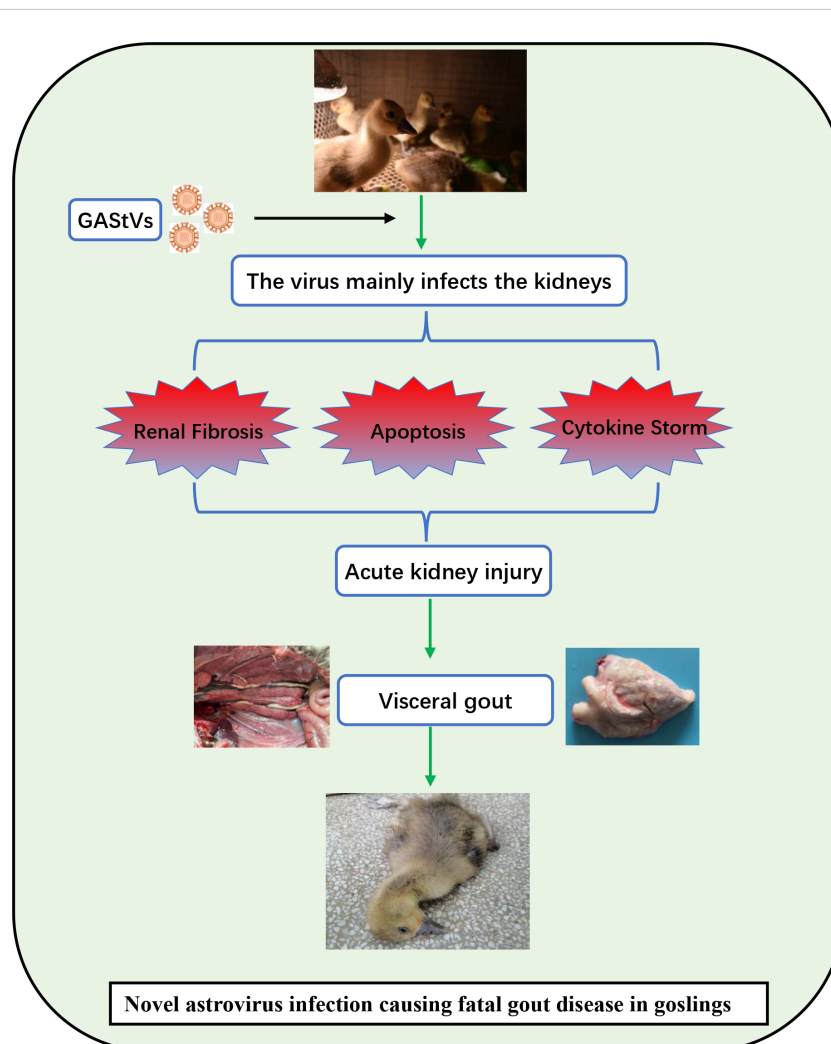 GAStVs
The virus mainly infects the kidneys
Renal Fibrosis
Apoptosis
Cytokine Storm
Acute kidney injury
Visceral gout
Novel astrovirus infection causing fatal gout disease in goslings